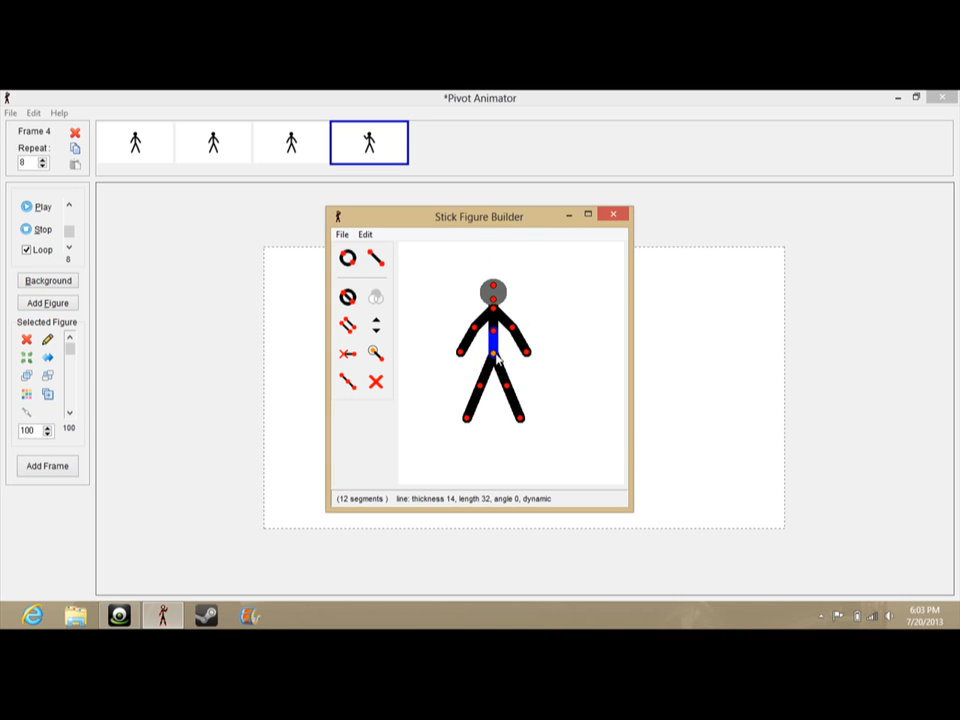 *Pivot Animator
File Edit Help
Frame 4
Repeat:
8
Play
Stop
Loop
8
Background
Add Figure
Selected Figure
100
100
Add Frame
Stick Figure Builder
File Edit
(12 segments ) line: thickness 14, length 32, angle 0, dynamic
6:03 PM
7/20/2013